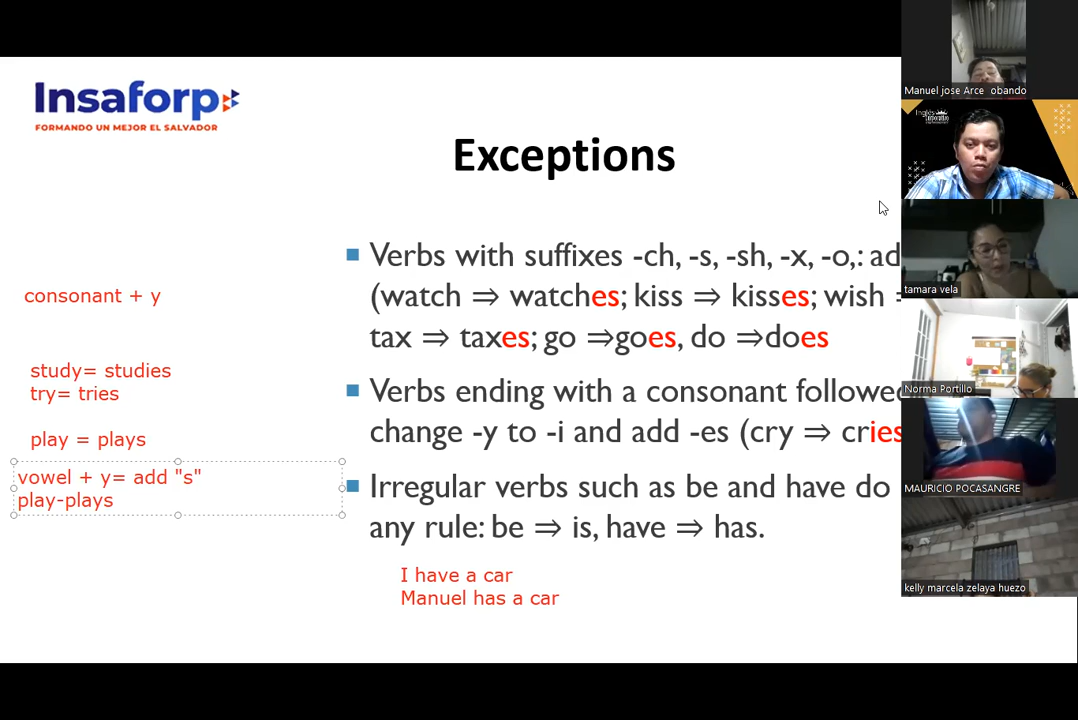 Insaforp
FORMANDO UN MEJOR EL SALVADOR
Exceptions
consonant + y
study= studies
try= tries
play = plays
vowel + y= add "s"
play-plays
Verbs with suffixes -ch, -s, -sh, -x, -o,: ad
(watch ⇒ watches; kiss ⇒ kisses; wish =
tax ⇒ taxes; go ⇒goes, do ⇒does
Verbs ending with a consonant followed
change -y to -i and add -es (cry ⇒ cries
Irregular verbs such as be and have do
any rule: be ⇒ is, have ⇒ has.
I have a car
Manuel has a car
Manuel jose Arce obando
Inglés
tamara vela
Norma Portillo
MAURICIO POCASANGRE
kelly marcela zelaya huezo